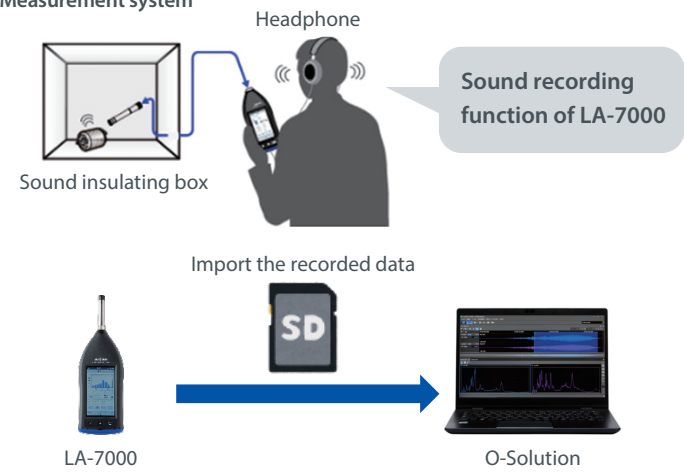 Measurement system
Headphone
Sound recording
function of LA-7000
Sound insulating box
Import the recorded data
SD
LA-7000
O-Solution